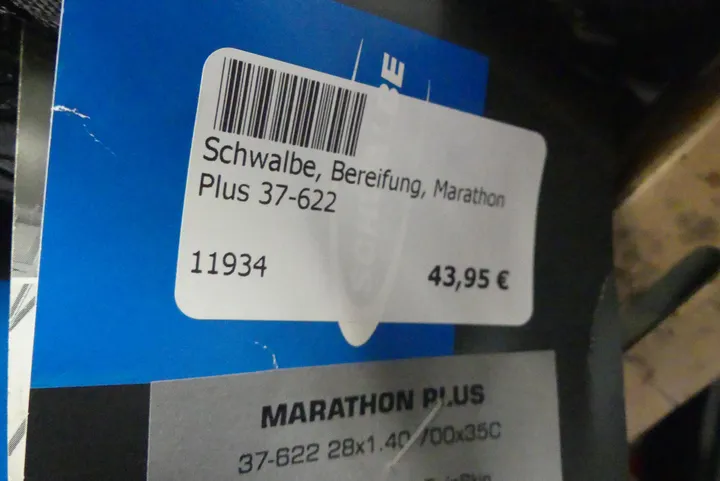 Schwalbe, Bereifung, Marathon
Plus 37-622
11934
43,95 €
MARATHON PLUS
37-622 28x1.40 700x35C